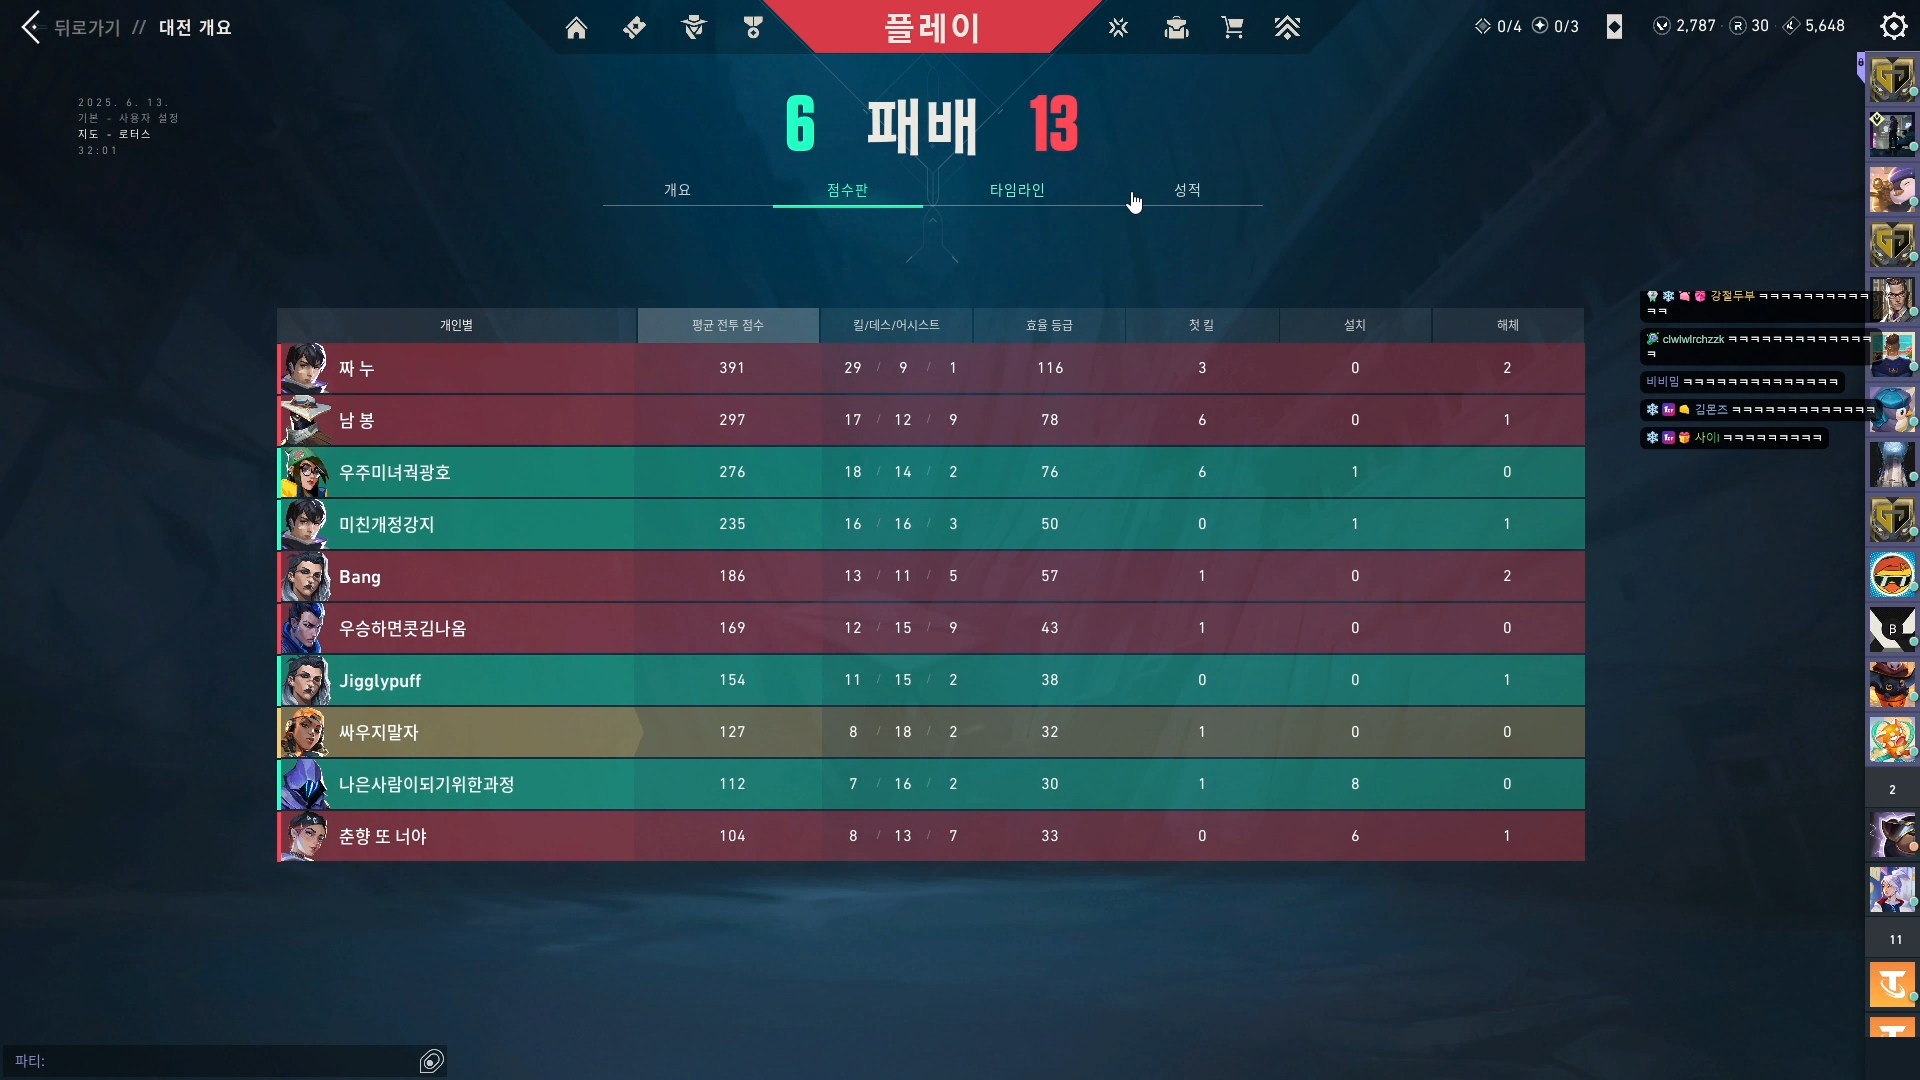 뒤로가기 // 대전 개요
플레이
0/4 0/3
2,787 R 30 5,648
2025. 6. 13.
기본 - 사용자 설정
지도 - 로터스
32:01
6 패배 13
개요 점수판 타임라인 성적
개인별 평균 전투 점수 킬/데스/어시스트 효율 등급 첫 킬 설치 해체
짜 누 391 29 / 9 / 1 116 3 0 2
남 봉 297 17 / 12 / 9 78 6 0 1
우주미녀궉광호 276 18 / 14 / 2 76 6 1 0
미친개정강지 235 16 / 16 / 3 50 0 1 1
Bang 186 13 / 11 / 5 57 1 0 2
우승하면콧김나옴 169 12 / 15 / 9 43 1 0 0
Jigglypuff 154 11 / 15 / 2 38 0 0 1
싸우지말자 127 8 / 18 / 2 32 1 0 0
나은사람이되기위한과정 112 7 / 16 / 2 30 1 8 0
춘향 또 너야 104 8 / 13 / 7 33 0 6 1
강철두부 ㅋㅋㅋㅋㅋㅋㅋㅋㅋㅋ
ㅋㅋ
clwlwlrchzzk ㅋㅋㅋㅋㅋㅋㅋㅋㅋㅋㅋㅋㅋ
ㅋ
비비밈 ㅋㅋㅋㅋㅋㅋㅋㅋㅋㅋㅋㅋㅋㅋ
김몬즈 ㅋㅋㅋㅋㅋㅋㅋㅋㅋㅋㅋㅋㅋ
사이 ㅋㅋㅋㅋㅋㅋㅋㅋㅋ
B
2
11
파티: